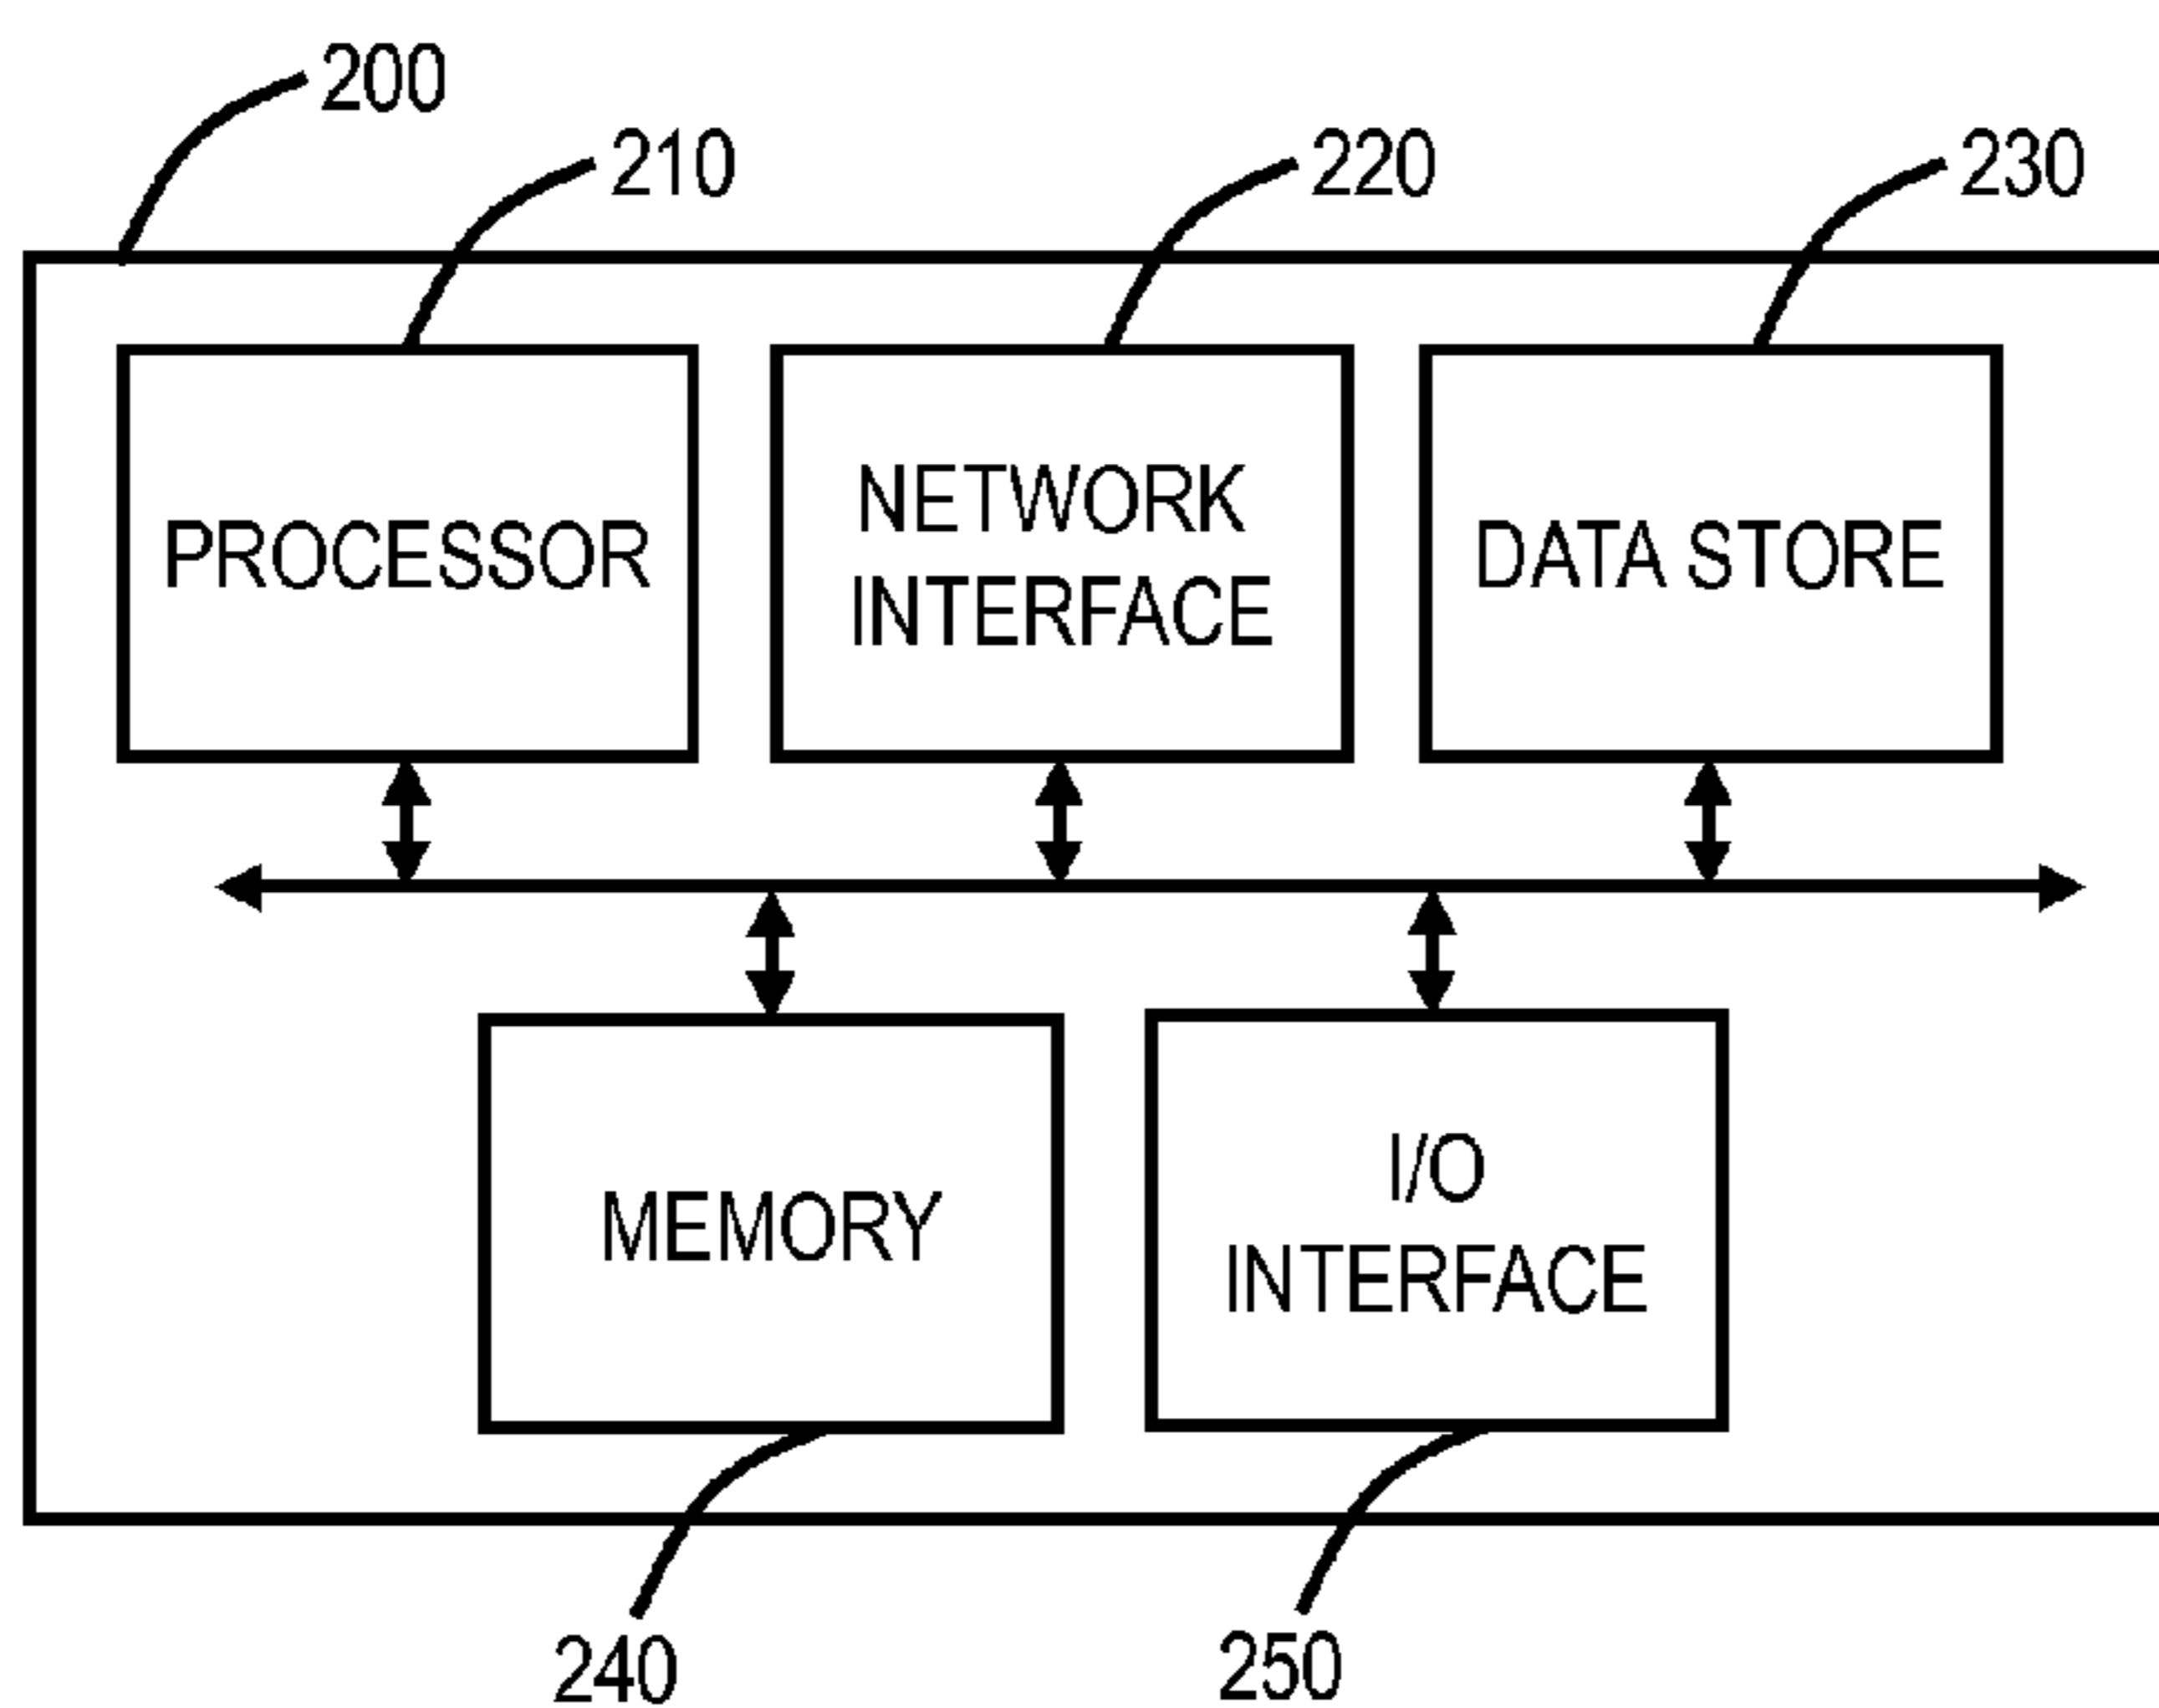 200
210
220
230
PROCESSOR
NETWORK
INTERFACE
DATA STORE
MEMORY
I/O
INTERFACE
240
250